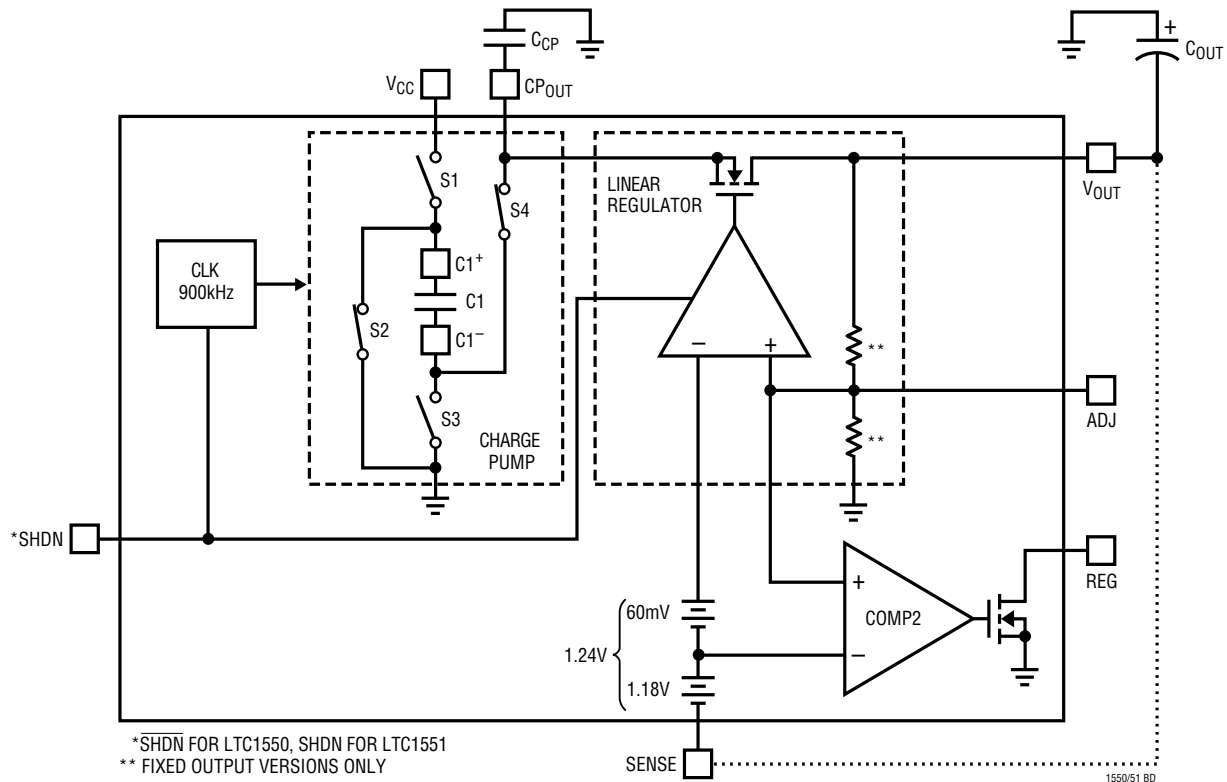 C_CP
+
C_OUT
V_CC
CP_OUT
S1
S4
LINEAR
REGULATOR
V_OUT
CLK
900kHz
C1+
C1
S2
C1−
− +
**
S3
**
ADJ
CHARGE
PUMP
*SHDN
REG
+
60mV
COMP2
1.24V
−
1.18V
*SHDN FOR LTC1550, SHDN FOR LTC1551
** FIXED OUTPUT VERSIONS ONLY
SENSE
1550/51 BD